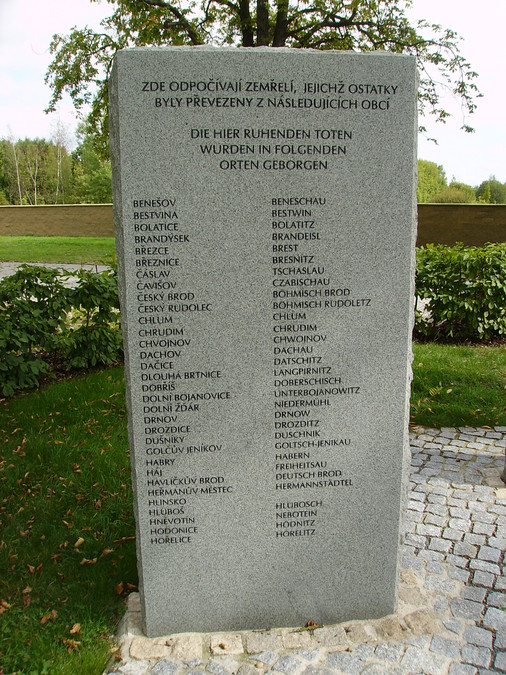 ZDE ODPOČÍVAJÍ ZEMŘELÍ, JEJICHŽ OSTATKY
BYLY PŘEVEZENY Z NÁSLEDUJÍCÍCH OBCÍ
DIE HIER RUHENDEN TOTEN
WURDEN IN FOLGENDEN
ORTEN GEBORGEN
BENEŠOV BENESCHAU
BESTVINA BESTWIN
BOLATICE BOLATITZ
BRANDÝSEK BRANDEISL
BŘEZCE BREST
BŘEZNICE BRESNITZ
ČÁSLAV TSCHASLAU
ČAVIŠOV CZABISCHAU
ČESKÝ BROD BÖHMISCH BROD
ČESKÝ RUDOLEC BÖHMISCH RUDOLETZ
CHLUM CHLUM
CHRUDIM CHRUDIM
CHVOJNOV CHWOJNOV
DACHOV DACHAU
DAČICE DATSCHITZ
DLOUHÁ BRTNICE LANGPIRNITZ
DOBŘÍŠ DOBERSCHISCH
DOLNÍ BOJANOVICE UNTERBOJANOWITZ
DOLNÍ ŽĎÁR NIEDERMÜHL
DRNOV DRNOW
DROZDICE DROZDITZ
DUŠNIKY DUSCHNIK
GOLČŮV JENÍKOV GOLTSCH-JENIKAU
HABRY HABERN
HÁJ FREIHEITSAU
HAVLÍČKŮV BROD DEUTSCH BROD
HEŘMANŮV MĚSTEC HERMANNSTÄDTEL
HLINSKO
HLUBOŠ HLUBOSCH
HNĚVOTÍN NEBOTEIN
HODONICE HODNITZ
HOŘELICE HORELITZ